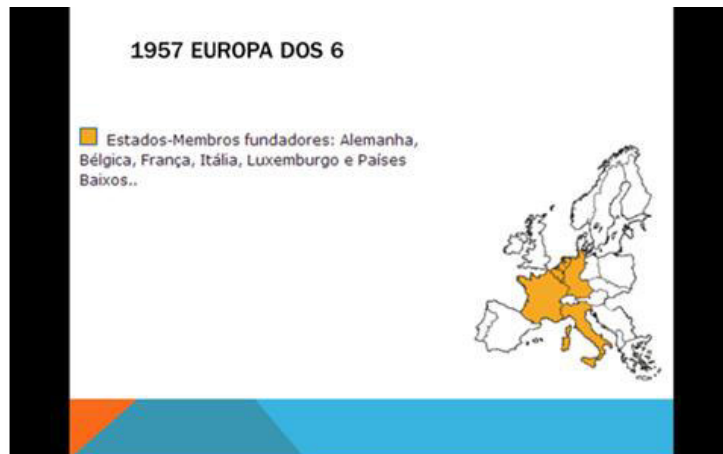 1957 EUROPA DOS 6
Estados-Membros fundadores: Alemanha,
Bélgica, França, Itália, Luxemburgo e Países
Baixos..